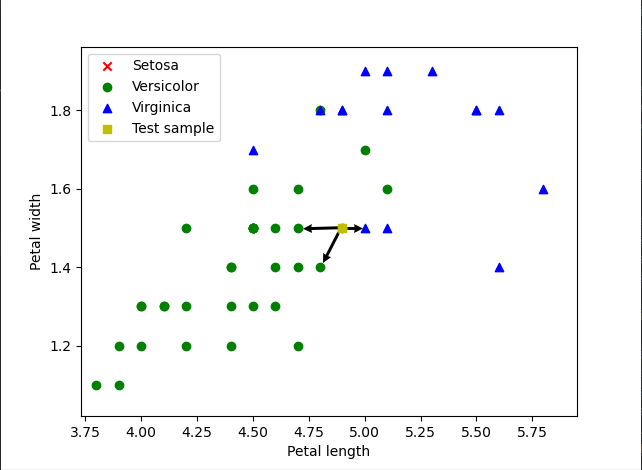 Setosa
Versicolor
Virginica
Test sample
Petal width
1.8
1.6
1.4
1.2
3.75 4.00 4.25 4.50 4.75 5.00 5.25 5.50 5.75
Petal length